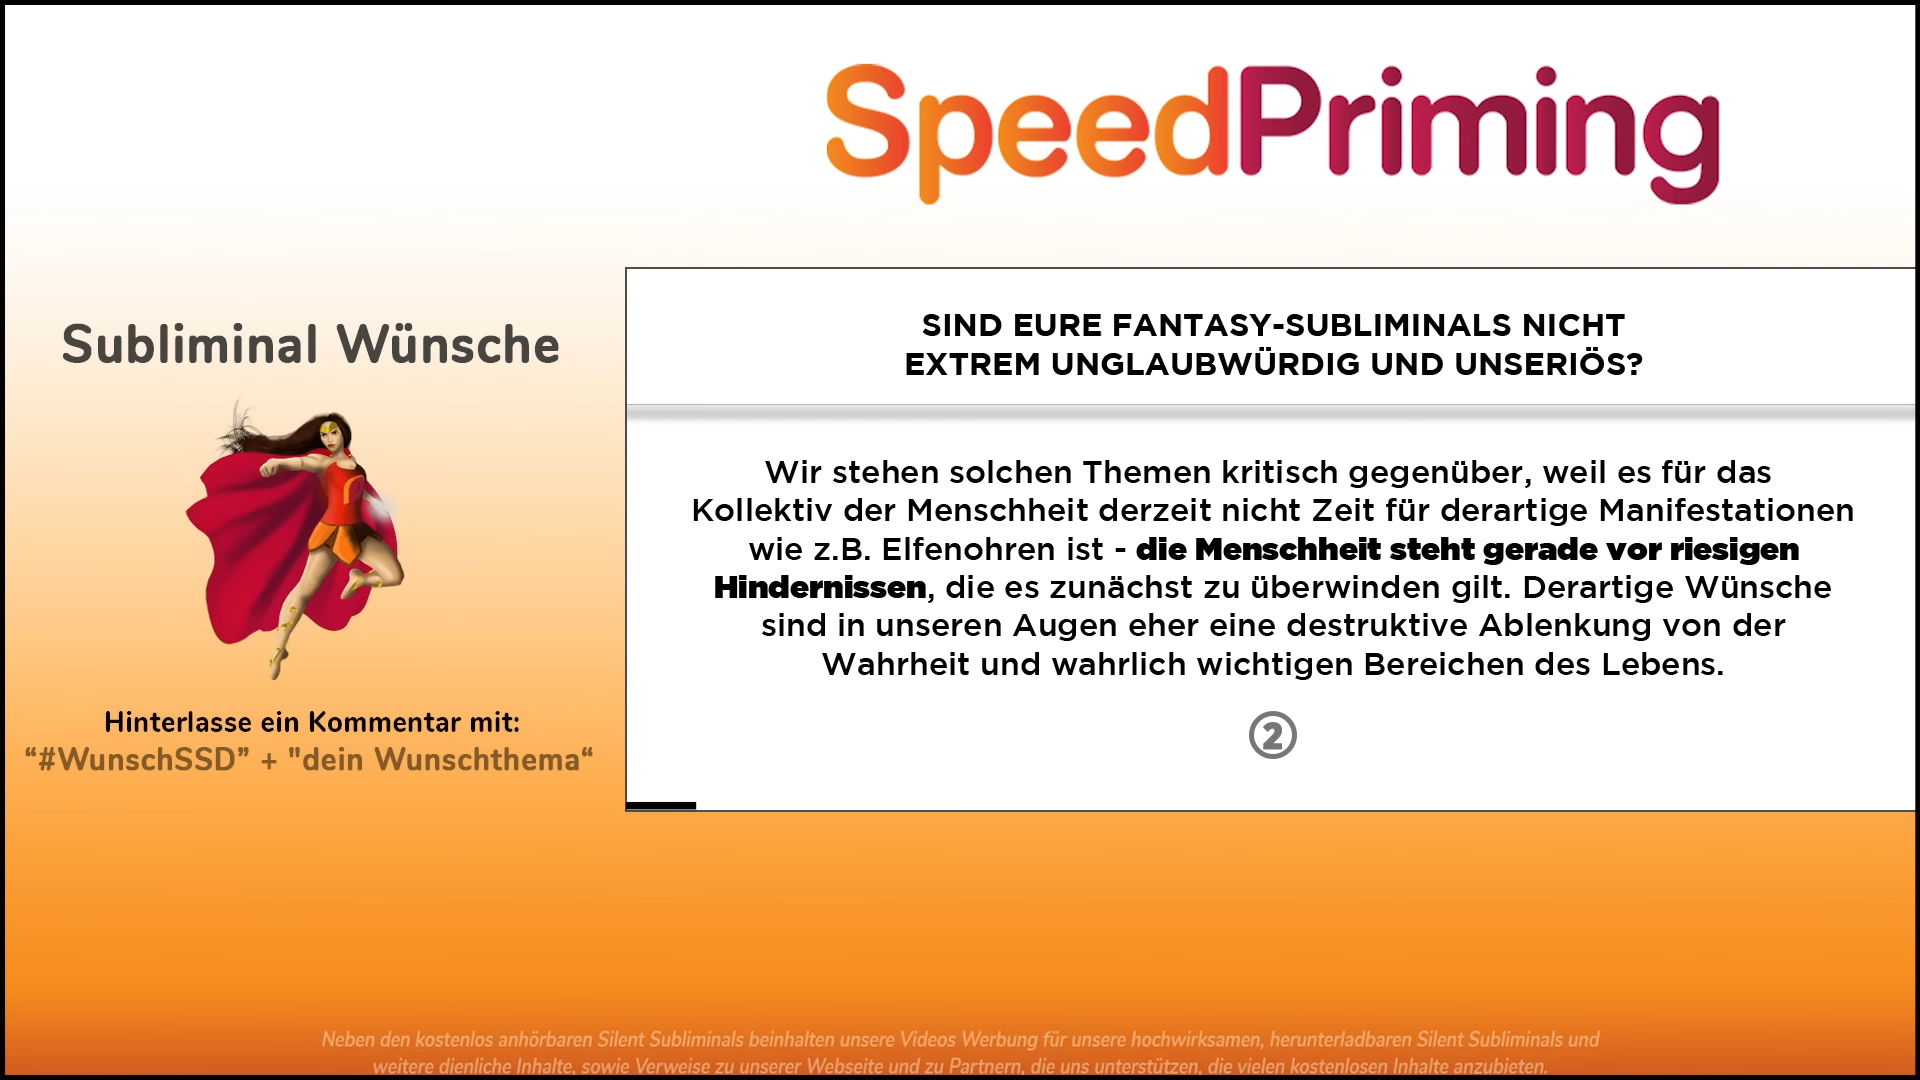 SpeedPriming
Subliminal Wünsche
Hinterlasse ein Kommentar mit:
“#WunschSSD” + "dein Wunschthema“
SIND EURE FANTASY-SUBLIMINALS NICHT
EXTREM UNGLAUBWÜRDIG UND UNSERIÖS?
Wir stehen solchen Themen kritisch gegenüber, weil es für das
Kollektiv der Menschheit derzeit nicht Zeit für derartige Manifestationen
wie z.B. Elfenohren ist - die Menschheit steht gerade vor riesigen
Hindernissen, die es zunächst zu überwinden gilt. Derartige Wünsche
sind in unseren Augen eher eine destruktive Ablenkung von der
Wahrheit und wahrlich wichtigen Bereichen des Lebens.
2
Neben den kostenlos anhörbaren Silent Subliminals beinhalten unsere Videos Werbung für unsere hochwirksamen, herunterladbaren Silent Subliminals und
weitere dienliche Inhalte, sowie Verweise zu unserer Webseite und zu Partnern, die uns unterstützen, die vielen kostenlosen Inhalte anzubieten.